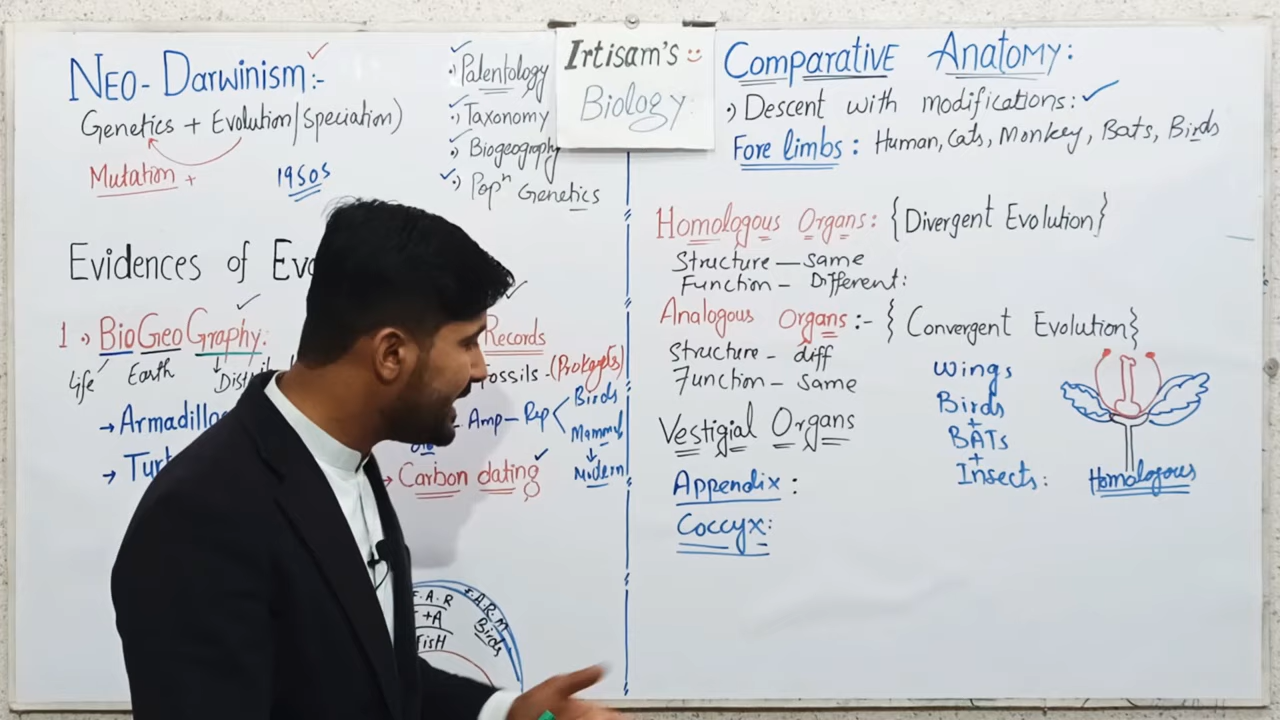 NEO-Darwinism:-
Genetics + Evolution/Speciation)
Mutation +
1950s
·) Palentology
·) Taxonomy
·) Biogeography
·) Popⁿ Genetics
Evidences of Evo
1·) BioGeoGraphy:
Life Earth
→ Armadillo
→ Turt
Records
Fossils - (Prokaryots)
Amp - Rep < Birds
Mammals
↓
Modern
→ Carbon dating
F.A.R
+A
FisH
F.A.R.M
Birds
Irtisam's
Biology
COMPARATIVE ANATOMY:
·) Descent with modifications:
Fore limbs: Human, Cats, Monkey, Bats, Birds
Homologous Organs: {Divergent Evolution}
Structure — same
Function - Different:
Analogous Organs :- { Convergent Evolution}
Structure - diff
Function - same
Wings
Birds
+
BATs
+
Insects:
Homologous
Vestigial Organs
Appendix:
Coccyx: